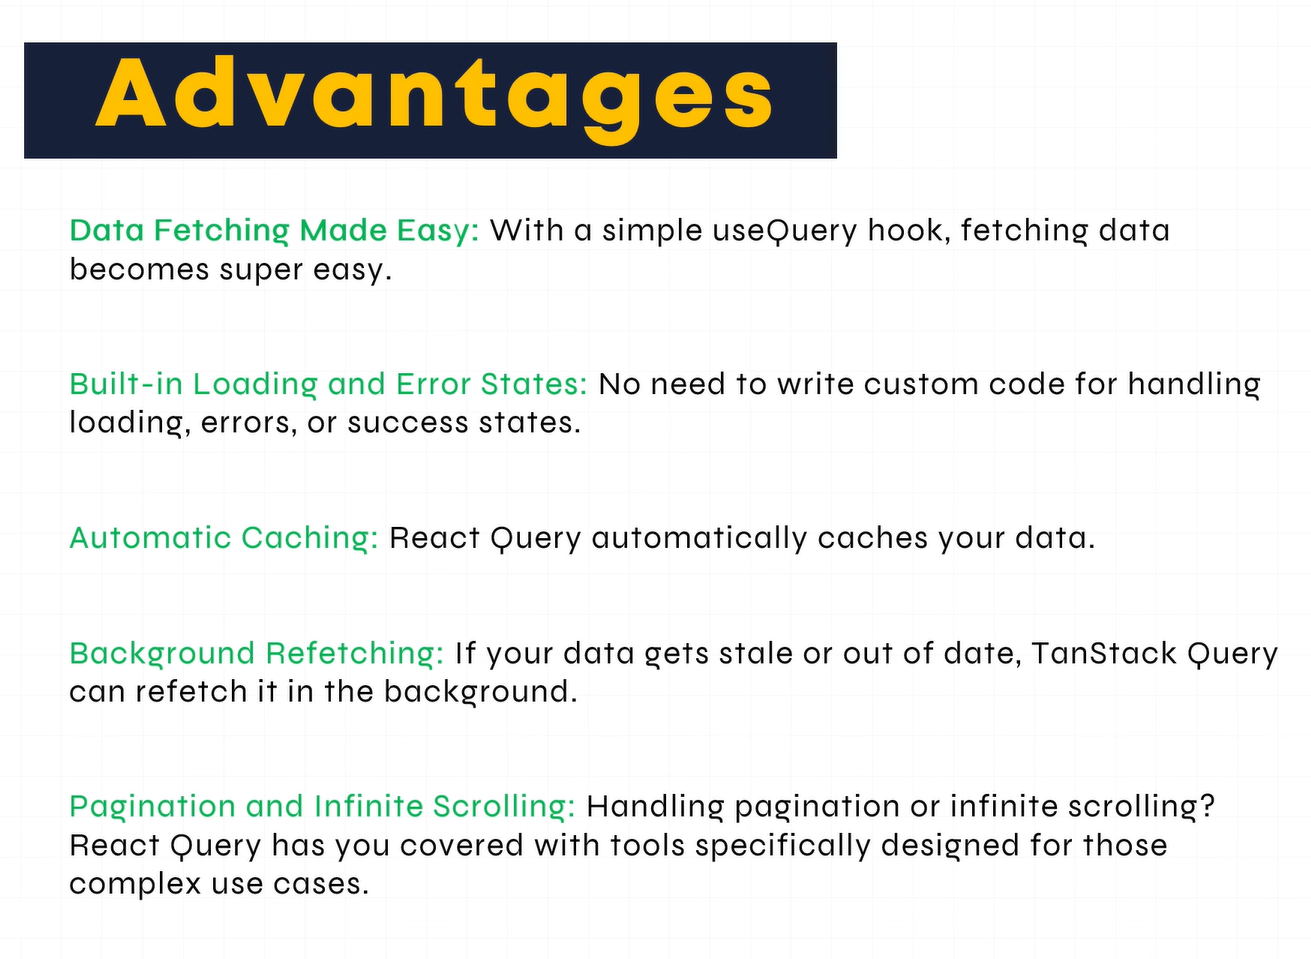 Advantages
Data Fetching Made Easy: With a simple useQuery hook, fetching data
becomes super easy.
Built-in Loading and Error States: No need to write custom code for handling
loading, errors, or success states.
Automatic Caching: React Query automatically caches your data.
Background Refetching: If your data gets stale or out of date, TanStack Query
can refetch it in the background.
Pagination and Infinite Scrolling: Handling pagination or infinite scrolling?
React Query has you covered with tools specifically designed for those
complex use cases.